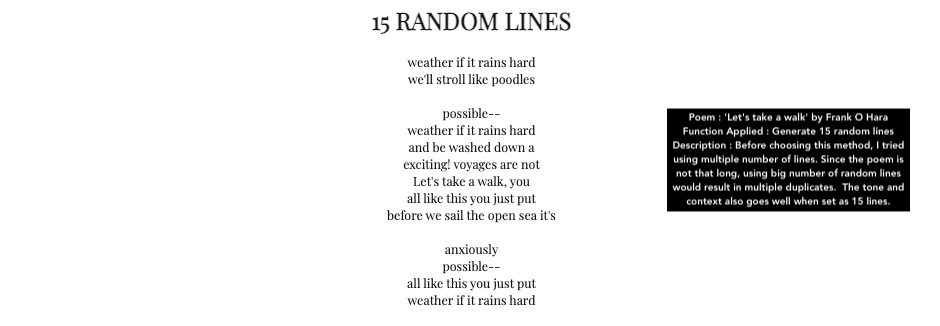 15 RANDOM LINES
weather if it rains hard
we'll stroll like poodles
possible--
weather if it rains hard
and be washed down a
exciting! voyages are not
Let's take a walk, you
all like this you just put
before we sail the open sea it's
anxiously
possible--
all like this you just put
weather if it rains hard
Poem : 'Let's take a walk' by Frank O Hara
Function Applied : Generate 15 random lines
Description : Before choosing this method, I tried
using multiple number of lines. Since the poem is
not that long, using big number of random lines
would result in multiple duplicates. The tone and
context also goes well when set as 15 lines.